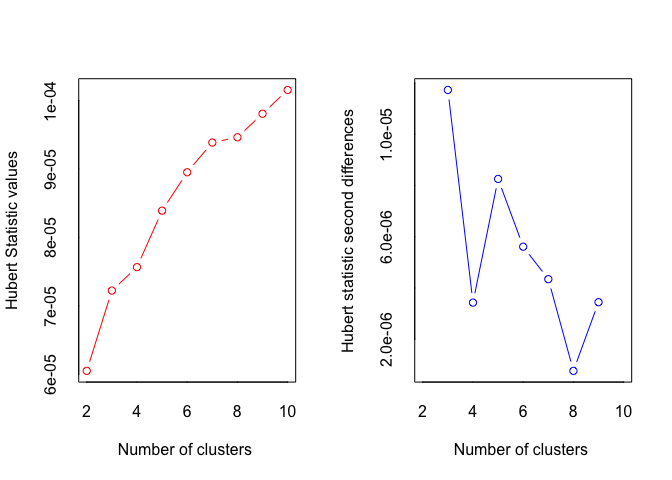 Hubert Statistic values
1e-04
9e-05
8e-05
7e-05
6e-05
2 4 6 8 10
Number of clusters
Hubert statistic second differences
1.0e-05
6.0e-06
2.0e-06
2 4 6 8 10
Number of clusters